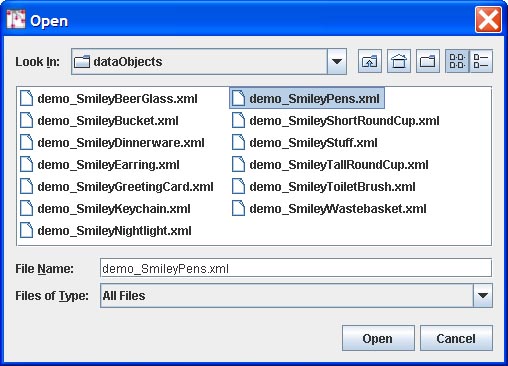 Open
Look In: dataObjects
demo_SmileyBeerGlass.xml
demo_SmileyBucket.xml
demo_SmileyDinnerware.xml
demo_SmileyEarring.xml
demo_SmileyGreetingCard.xml
demo_SmileyKeychain.xml
demo_SmileyNightlight.xml
demo_SmileyPens.xml
demo_SmileyShortRoundCup.xml
demo_SmileyStuff.xml
demo_SmileyTallRoundCup.xml
demo_SmileyToiletBrush.xml
demo_SmileyWastebasket.xml
File Name: demo_SmileyPens.xml
Files of Type: All Files
Open Cancel